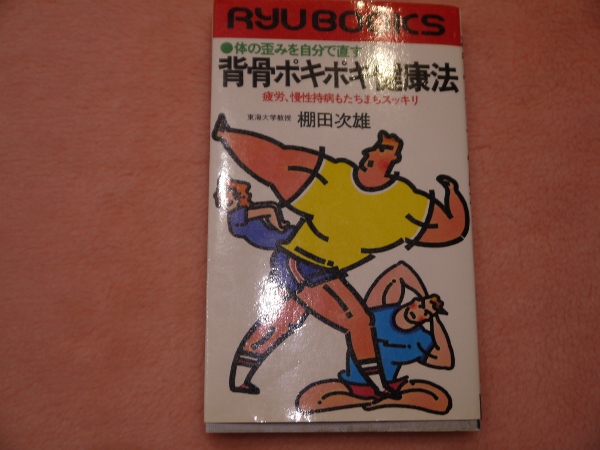 RYU BOOKS
●体の歪みを自分で直す
背骨ポキポキ健康法
疲労、慢性持病もたちまちスッキリ
東海大学教授 棚田次雄